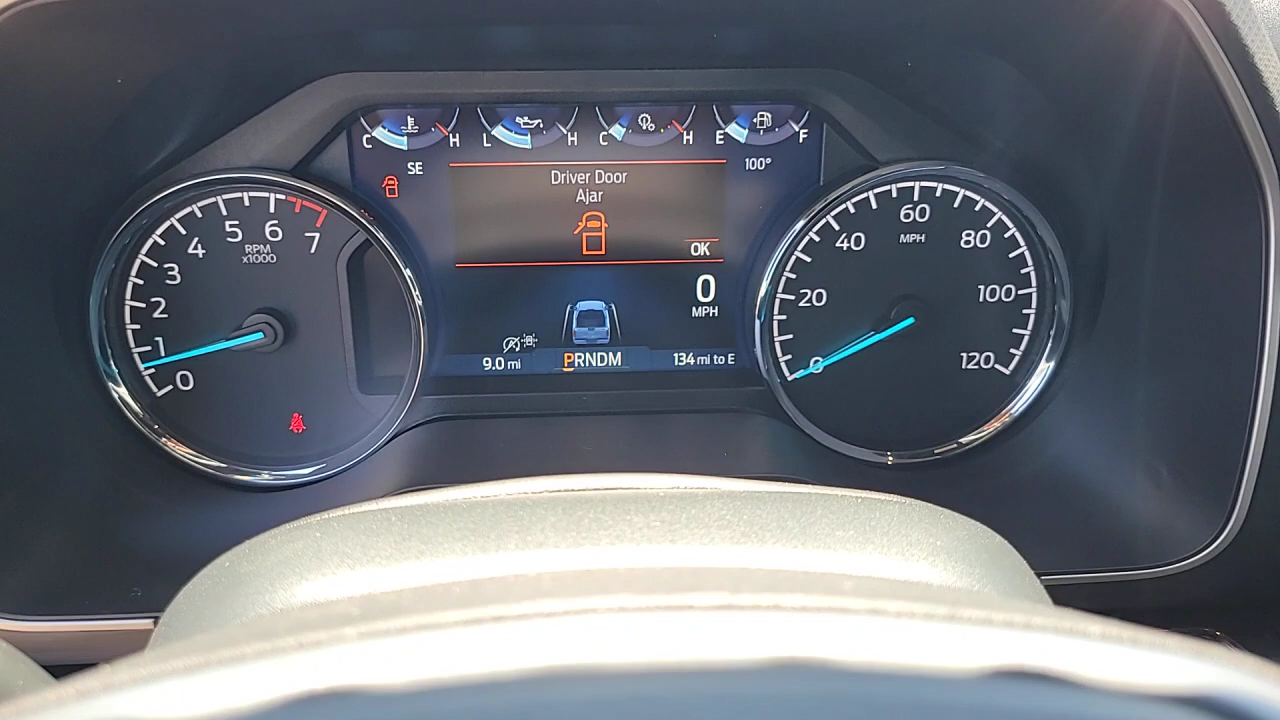 C H L H C H E F
SE
100°
Driver Door
Ajar
OK
0
MPH
9.0 mi
PRNDM
134 mi to E
0 1 2 3 4 5 6 7
RPM
x1000
0 20 40 60 80 100 120
MPH